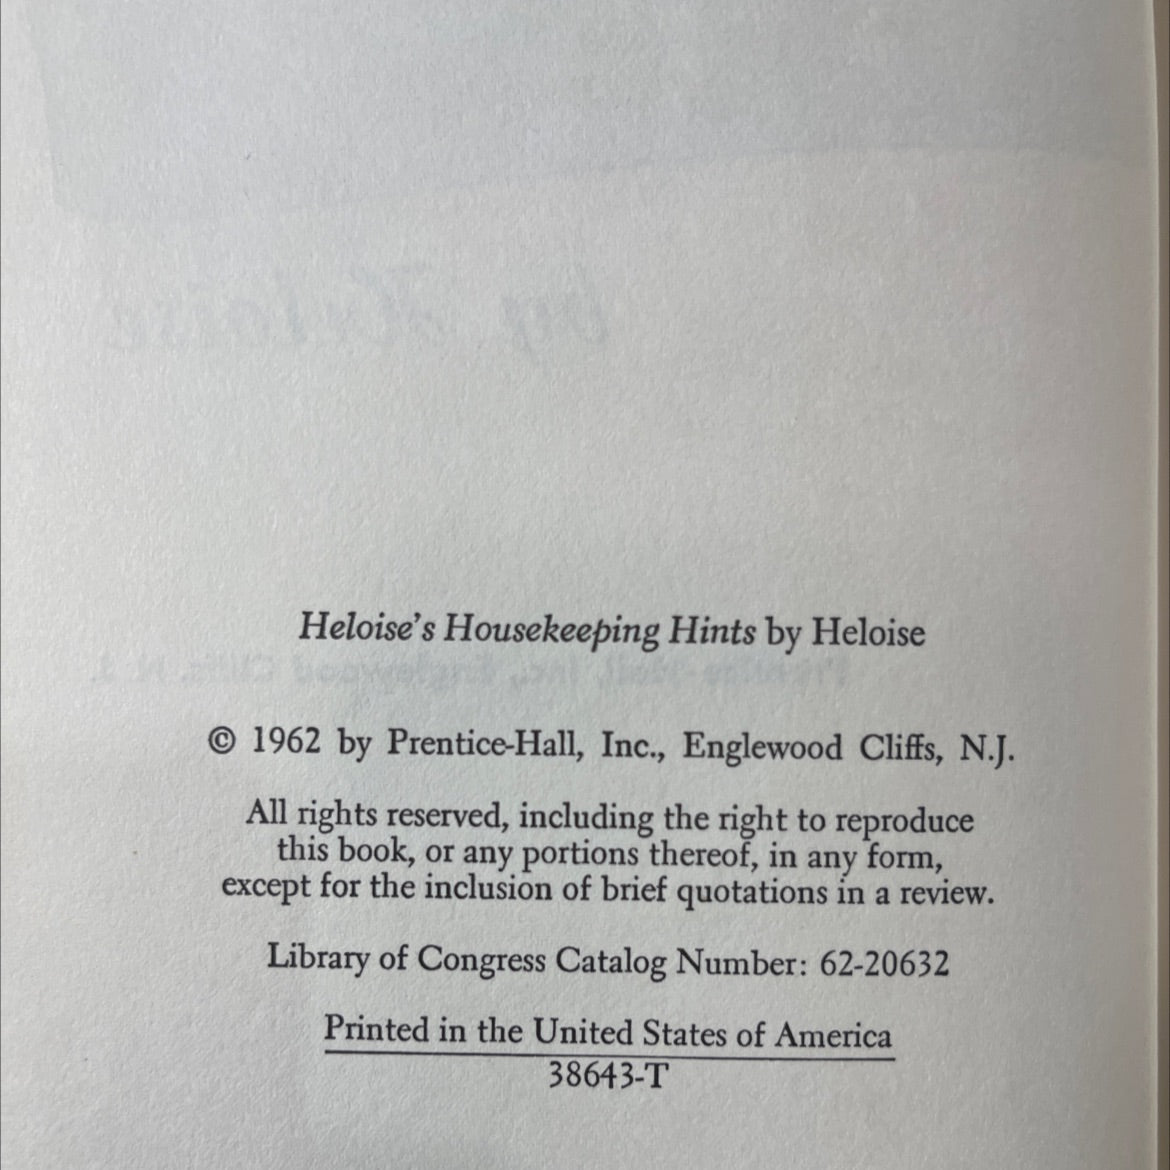 Heloise's Housekeeping Hints by Heloise
© 1962 by Prentice-Hall, Inc., Englewood Cliffs, N.J.
All rights reserved, including the right to reproduce
this book, or any portions thereof, in any form,
except for the inclusion of brief quotations in a review.
Library of Congress Catalog Number: 62-20632
Printed in the United States of America
38643-T